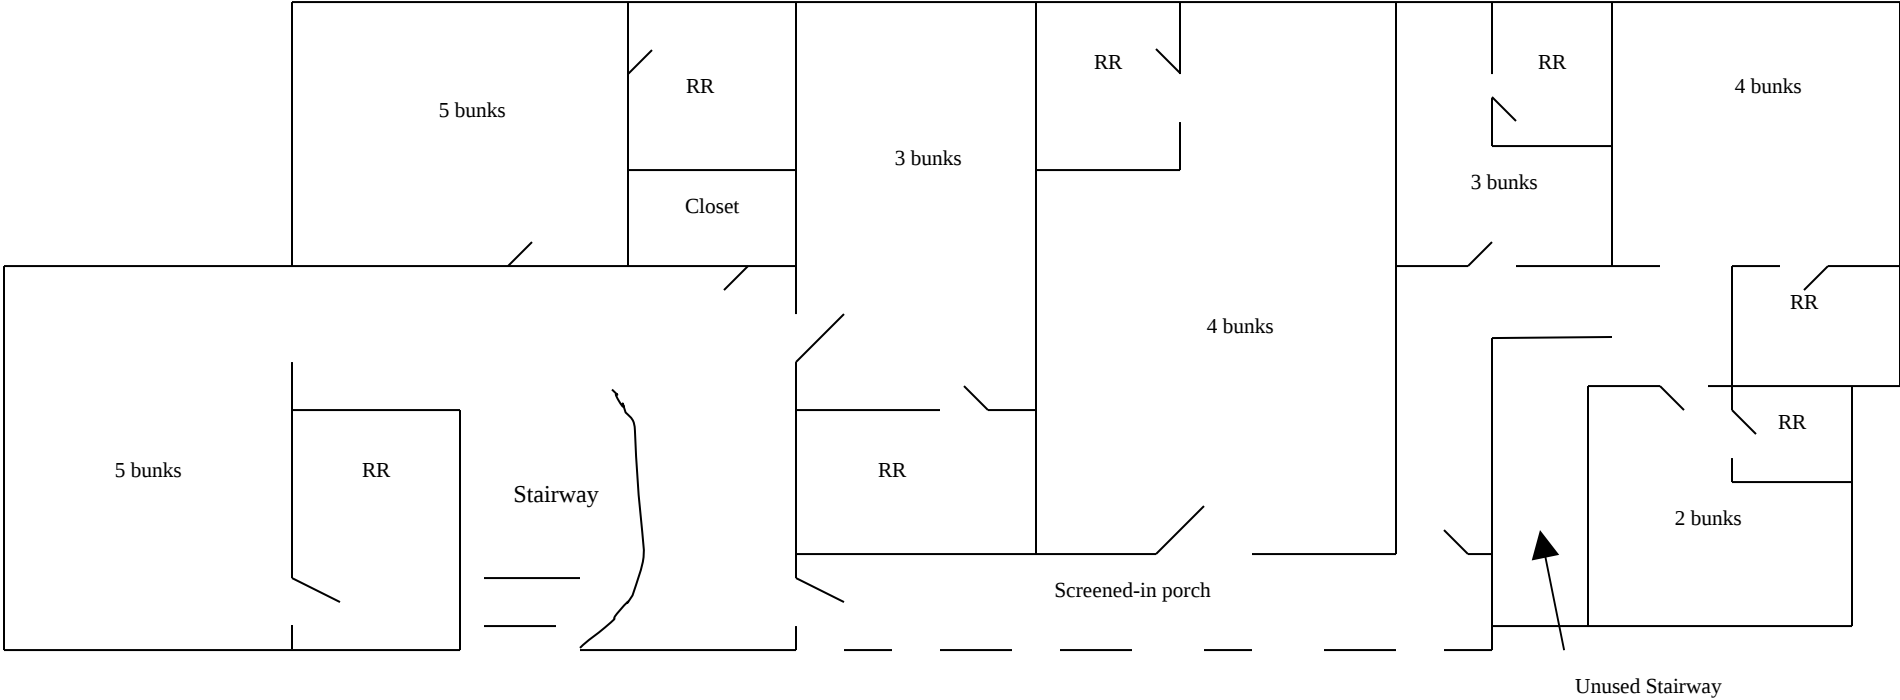 RR
RR
4 bunks
RR
5 bunks
3 bunks
3 bunks
Closet
RR
4 bunks
RR
5 bunks
RR
Stairway
RR
2 bunks
Screened-in porch
Unused Stairway